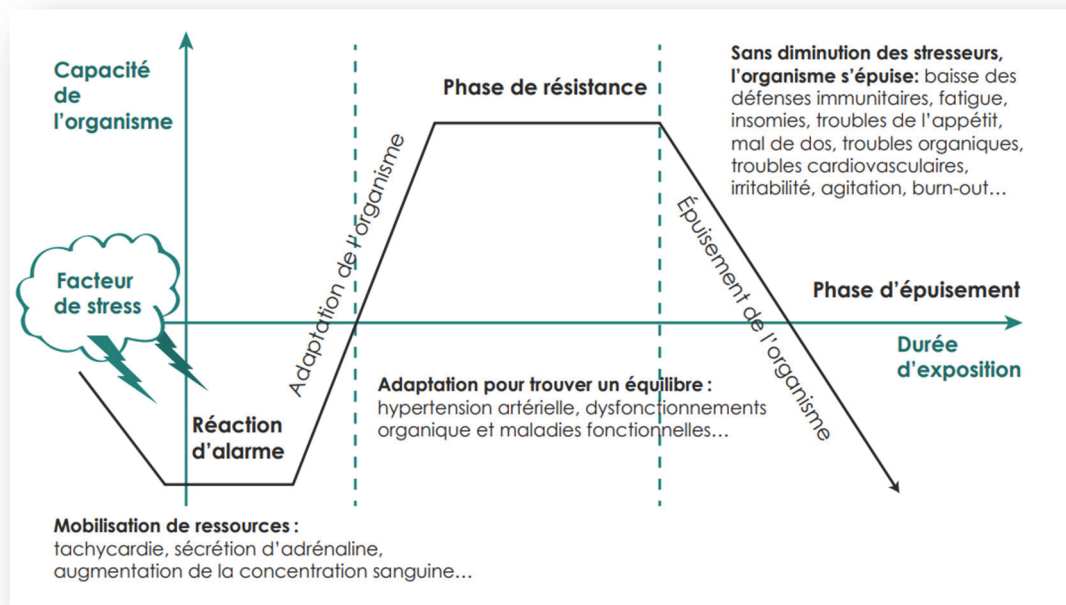 Capacité
de
l'organisme
Phase de résistance
Sans diminution des stresseurs,
l'organisme s'épuise: baisse des
défenses immunitaires, fatigue,
insomies, troubles de l'appétit,
mal de dos, troubles organiques,
troubles cardiovasculaires,
irritabilité, agitation, burn-out...
Facteur
de stress
Adaptation de l'organisme
Épuisement de l'organisme
Phase d'épuisement
Durée
d'exposition
Réaction
d'alarme
Adaptation pour trouver un équilibre :
hypertension artérielle, dysfonctionnements
organique et maladies fonctionnelles...
Mobilisation de ressources :
tachycardie, sécrétion d'adrénaline,
augmentation de la concentration sanguine...